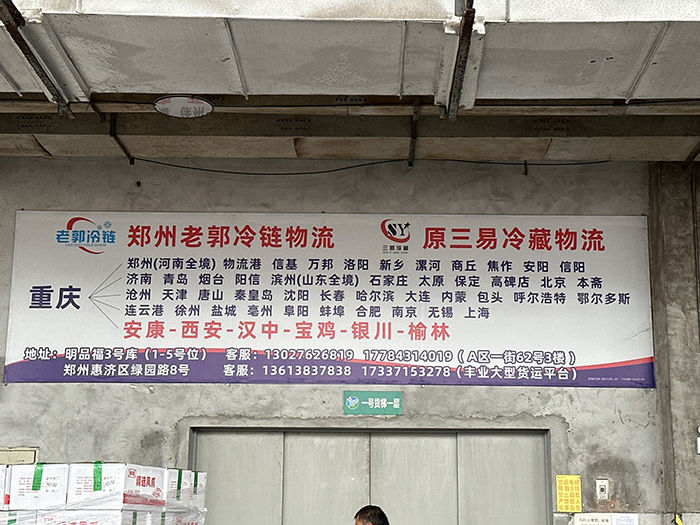 老郭冷链 郑州老郭冷链物流 SY 三易冷藏 原三易冷藏物流
郑州(河南全境) 物流港 信基 万邦 洛阳 新乡 漯河 商丘 焦作 安阳 信阳
重庆
济南 青岛 烟台 阳信 滨州(山东全境) 石家庄 太原 保定 高碑店 北京 本斋
沧州 天津 唐山 秦皇岛 沈阳 长春 哈尔滨 大连 内蒙 包头 呼尔浩特 鄂尔多斯
连云港 徐州 盐城 亳州 阜阳 蚌埠 合肥 南京 无锡 上海
安康-西安-汉中-宝鸡-银川-榆林
地址：明品福3号库（1-5号位） 客服：13027626819 17784314019（A区一街62号3楼）
郑州惠济区绿园路8号 客服：13613837838 17337153278（丰业大型货运平台）
一号货梯一层
精选凤爪